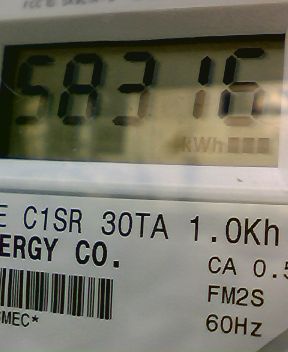 58316
kWh
E C1SR 30TA 1.0Kh
ERGY CO.
CA 0.5
FM2S
MEC*
60Hz